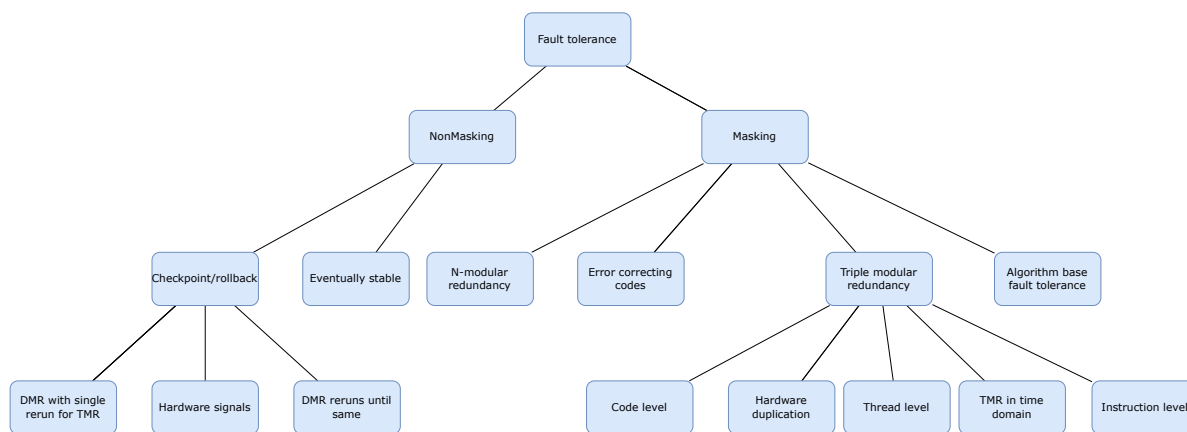 Fault tolerance
NonMasking
Masking
Checkpoint/rollback
Eventually stable
N-modular
redundancy
Error correcting
codes
Triple modular
redundancy
Algorithm base
fault tolerance
DMR with single
rerun for TMR
Hardware signals
DMR reruns until
same
Code level
Hardware
duplication
Thread level
TMR in time
domain
Instruction level